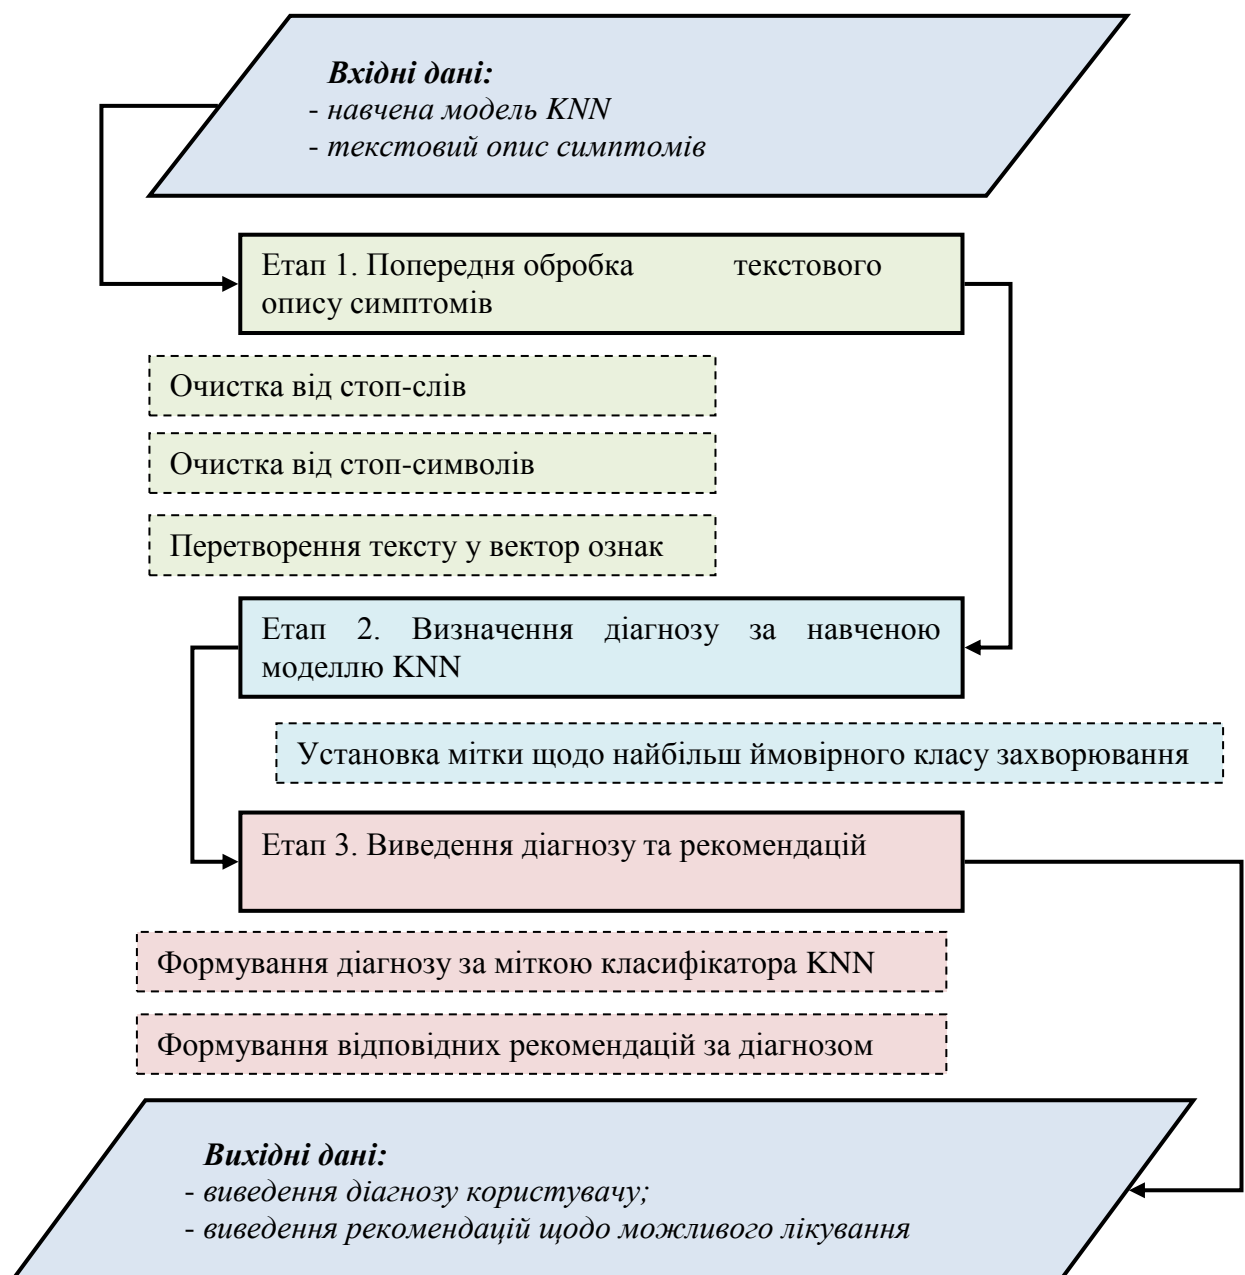 Вхідні дані:
- навчена модель KNN
- текстовий опис симптомів
Етап 1. Попередня обробка текстового
опису симптомів
Очистка від стоп-слів
Очистка від стоп-символів
Перетворення тексту у вектор ознак
Етап 2. Визначення діагнозу за навченою
моделлю KNN
Установка мітки щодо найбільш ймовірного класу захворювання
Етап 3. Виведення діагнозу та рекомендацій
Формування діагнозу за міткою класифікатора KNN
Формування відповідних рекомендацій за діагнозом
Вихідні дані:
- виведення діагнозу користувачу;
- виведення рекомендацій щодо можливого лікування